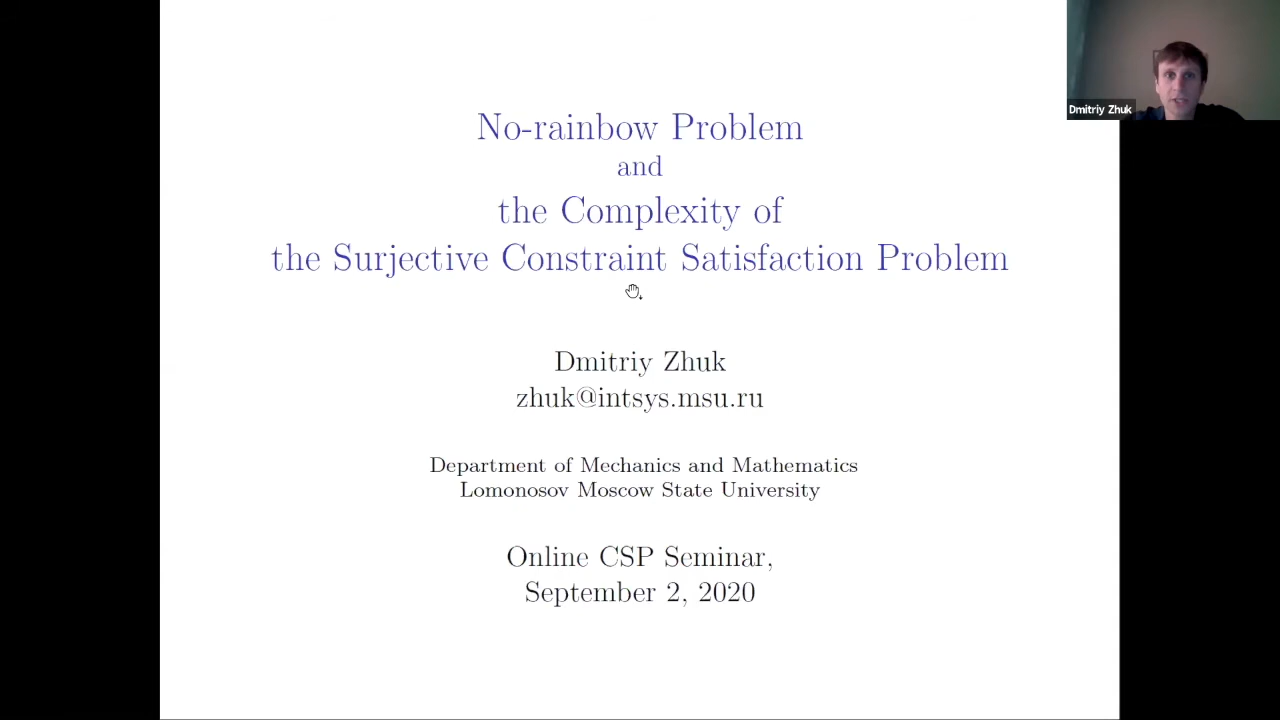 No-rainbow Problem
and
the Complexity of
the Surjective Constraint Satisfaction Problem
Dmitriy Zhuk
zhuk@intsys.msu.ru
Department of Mechanics and Mathematics
Lomonosov Moscow State University
Online CSP Seminar,
September 2, 2020
Dmitriy Zhuk